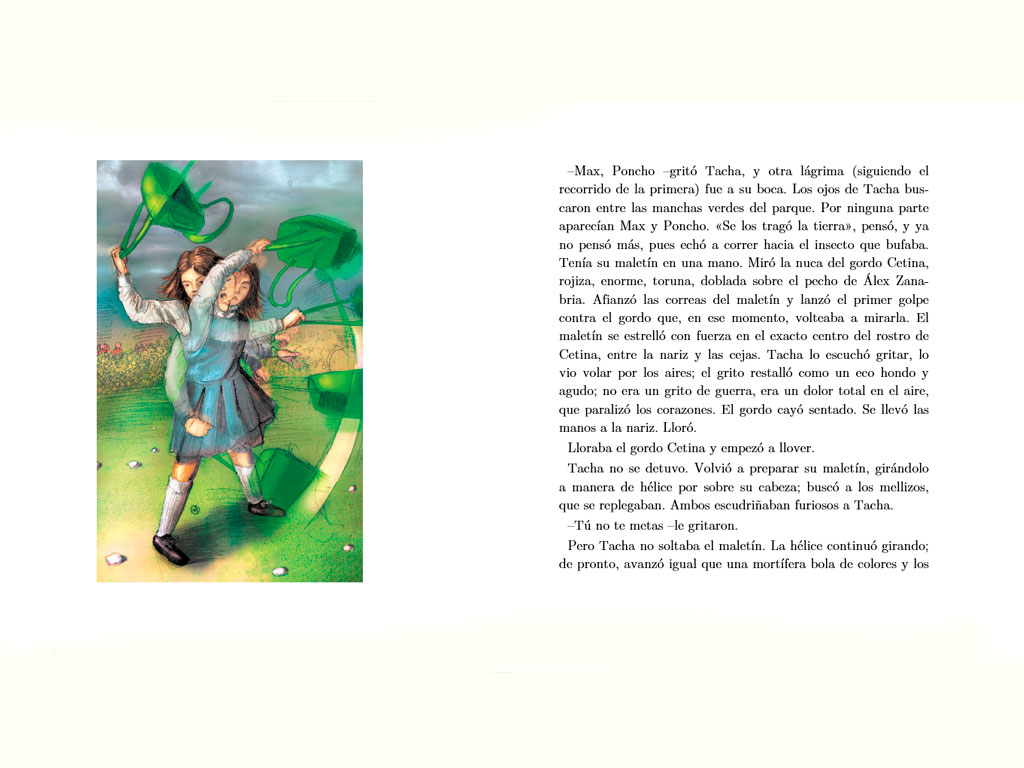 –Max, Poncho –gritó Tacha, y otra lágrima (siguiendo el
recorrido de la primera) fue a su boca. Los ojos de Tacha bus-
caron entre las manchas verdes del parque. Por ninguna parte
aparecían Max y Poncho. «Se los tragó la tierra», pensó, y ya
no pensó más, pues echó a correr hacia el insecto que bufaba.
Tenía su maletín en una mano. Miró la nuca del gordo Cetina,
rojiza, enorme, toruna, doblada sobre el pecho de Álex Zana-
bria. Afianzó las correas del maletín y lanzó el primer golpe
contra el gordo que, en ese momento, volteaba a mirarla. El
maletín se estrelló con fuerza en el exacto centro del rostro de
Cetina, entre la nariz y las cejas. Tacha lo escuchó gritar, lo
vio volar por los aires; el grito restalló como un eco hondo y
agudo; no era un grito de guerra, era un dolor total en el aire,
que paralizó los corazones. El gordo cayó sentado. Se llevó las
manos a la nariz. Lloró.
Lloraba el gordo Cetina y empezó a llover.
Tacha no se detuvo. Volvió a preparar su maletín, girándolo
a manera de hélice por sobre su cabeza; buscó a los mellizos,
que se replegaban. Ambos escudriñaban furiosos a Tacha.
–Tú no te metas –le gritaron.
Pero Tacha no soltaba el maletín. La hélice continuó girando;
de pronto, avanzó igual que una mortífera bola de colores y los